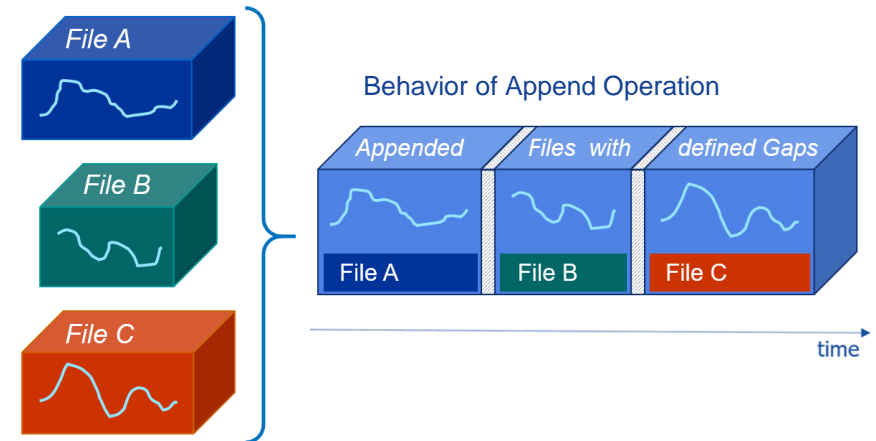 File A
File B
File C
Behavior of Append Operation
Appended Files with defined Gaps
File A File B File C
time